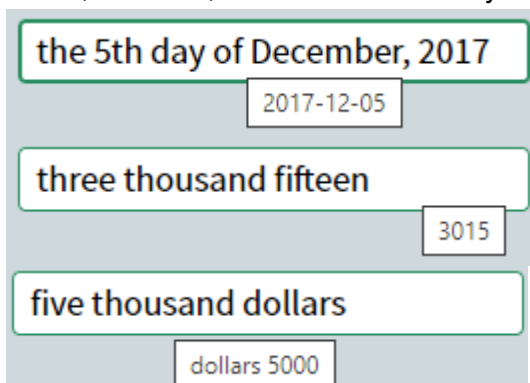 the 5th day of December, 2017
2017-12-05
three thousand fifteen
3015
five thousand dollars
dollars 5000